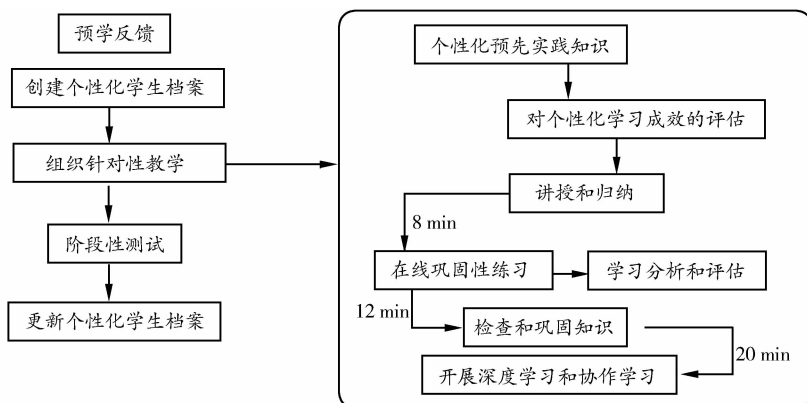 预学反馈
创建个性化学生档案
组织针对性教学
阶段性测试
更新个性化学生档案
个性化预先实践知识
对个性化学习成效的评估
讲授和归纳
8 min
在线巩固性练习
学习分析和评估
12 min
检查和巩固知识
20 min
开展深度学习和协作学习